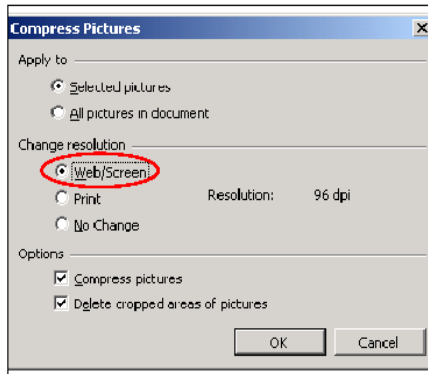 Compress Pictures
Apply to
Selected pictures
All pictures in document
Change resolution
Web/Screen
Print
Resolution: 96 dpi
No Change
Options
Compress pictures
Delete cropped areas of pictures
OK Cancel